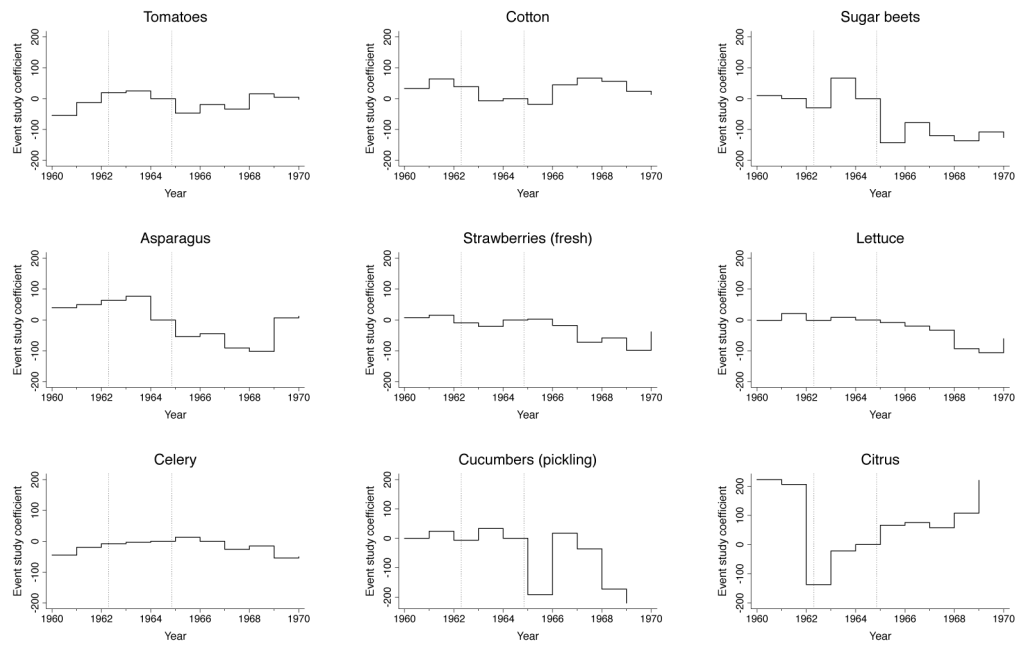 Tomatoes
Event study coefficient
200
100
0
-100
-200
1960 1962 1964 1966 1968 1970
Year
Cotton
Event study coefficient
200
100
0
-100
-200
1960 1962 1964 1966 1968 1970
Year
Sugar beets
Event study coefficient
200
100
0
-100
-200
1960 1962 1964 1966 1968 1970
Year
Asparagus
Event study coefficient
200
100
0
-100
-200
1960 1962 1964 1966 1968 1970
Year
Strawberries (fresh)
Event study coefficient
200
100
0
-100
-200
1960 1962 1964 1966 1968 1970
Year
Lettuce
Event study coefficient
200
100
0
-100
-200
1960 1962 1964 1966 1968 1970
Year
Celery
Event study coefficient
200
100
0
-100
-200
1960 1962 1964 1966 1968 1970
Year
Cucumbers (pickling)
Event study coefficient
200
100
0
-100
-200
1960 1962 1964 1966 1968 1970
Year
Citrus
Event study coefficient
200
100
0
-100
-200
1960 1962 1964 1966 1968 1970
Year